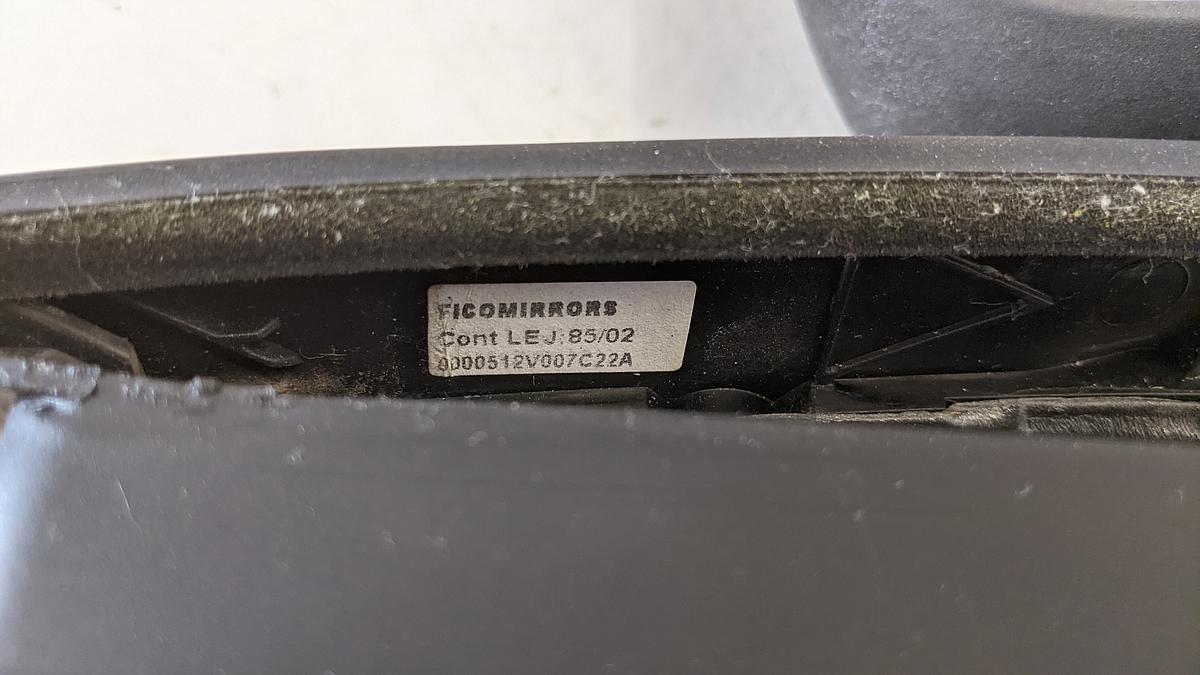 FICOMIRRORS
Cont LEJ:85/02
0000512V007C22A